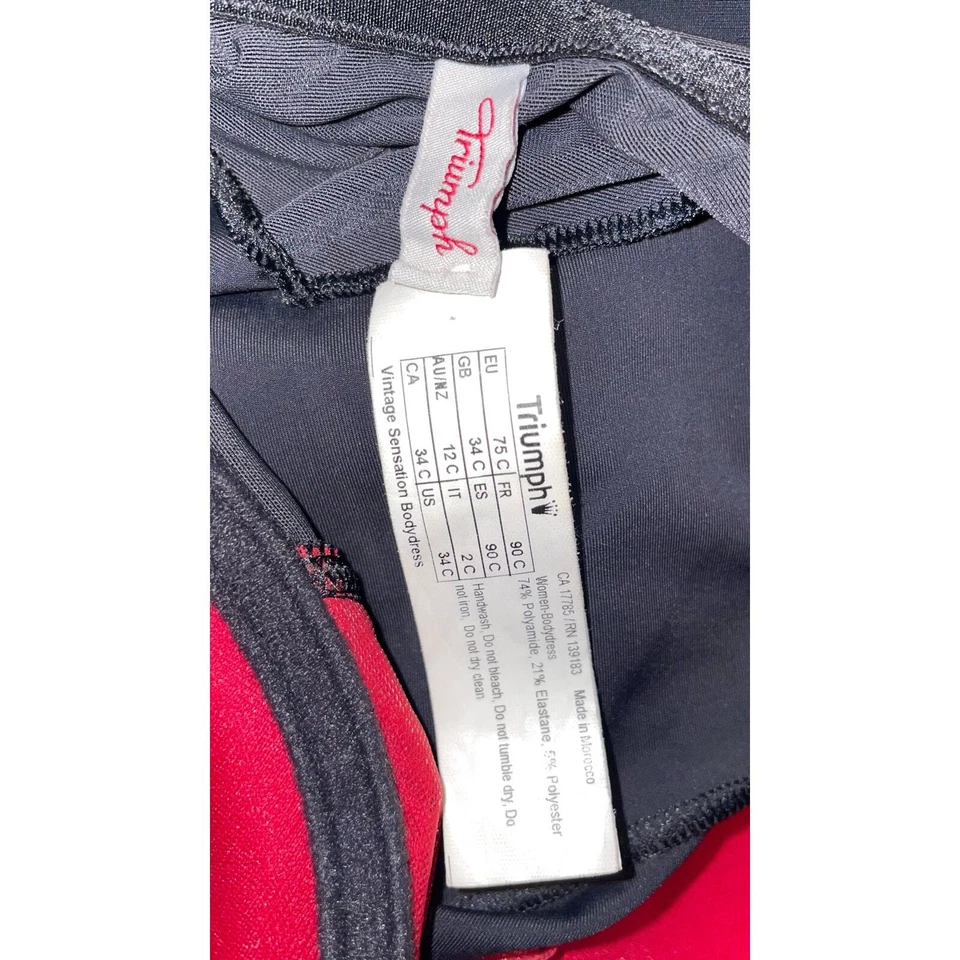 Triumph
Triumph
EU 75 C FR 90 C
GB 34 C ES 90 C
AU/NZ 12 C IT 2 C
CA 34 C US 34 C
Vintage Sensation Bodydress
CA 17785 / RN 139183 Made in Morocco
Women-Bodydress
74% Polyamide, 21% Elastane, 5% Polyester
Handwash, Do not bleach, Do not tumble dry, Do
not iron, Do not dry clean